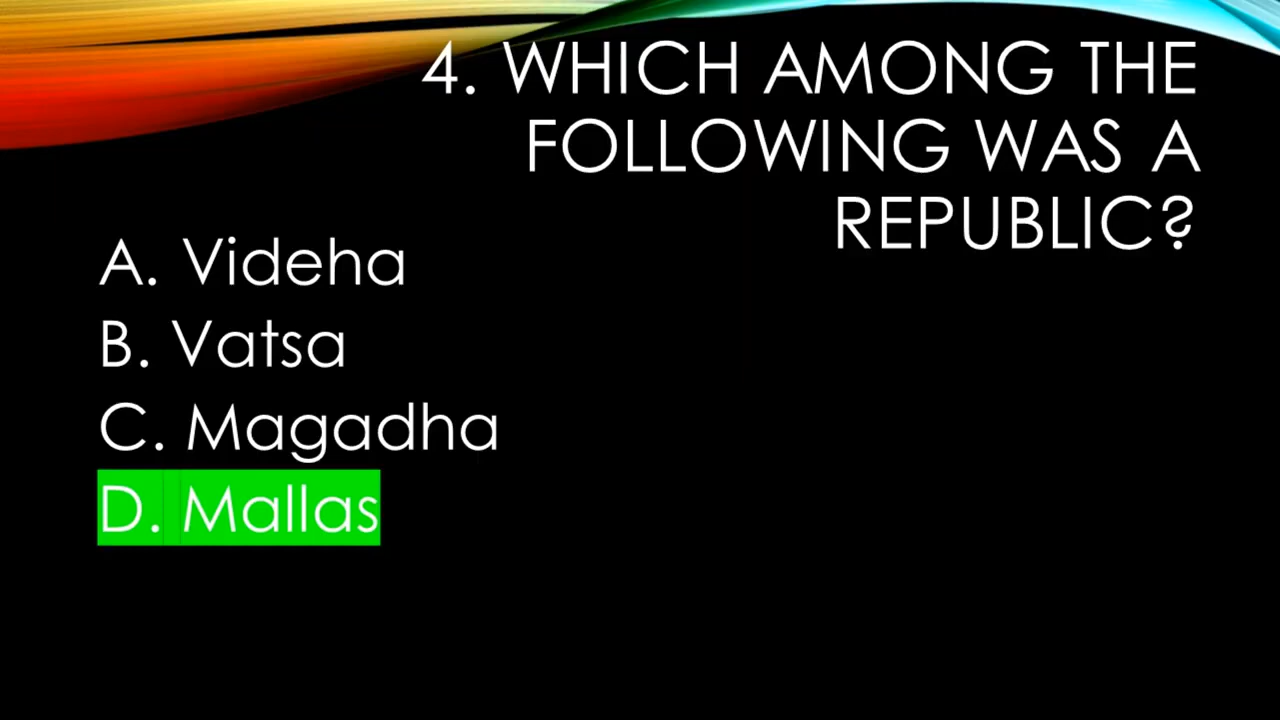 4. WHICH AMONG THE
FOLLOWING WAS A
REPUBLIC?
A. Videha
B. Vatsa
C. Magadha
D. Mallas